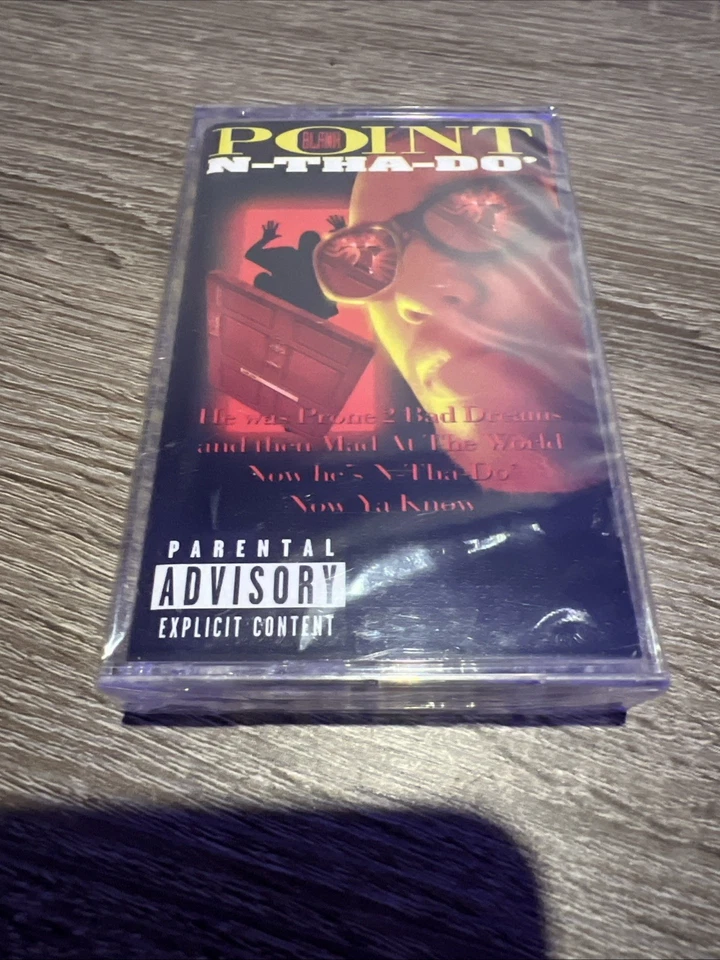 POINT
BLANK
N-THA-DO'
He was Prone 2 Bad Dreams
and then Mad At The World
Now he's N-Tha-Do'
Now Ya Know
PARENTAL
ADVISORY
EXPLICIT CONTENT